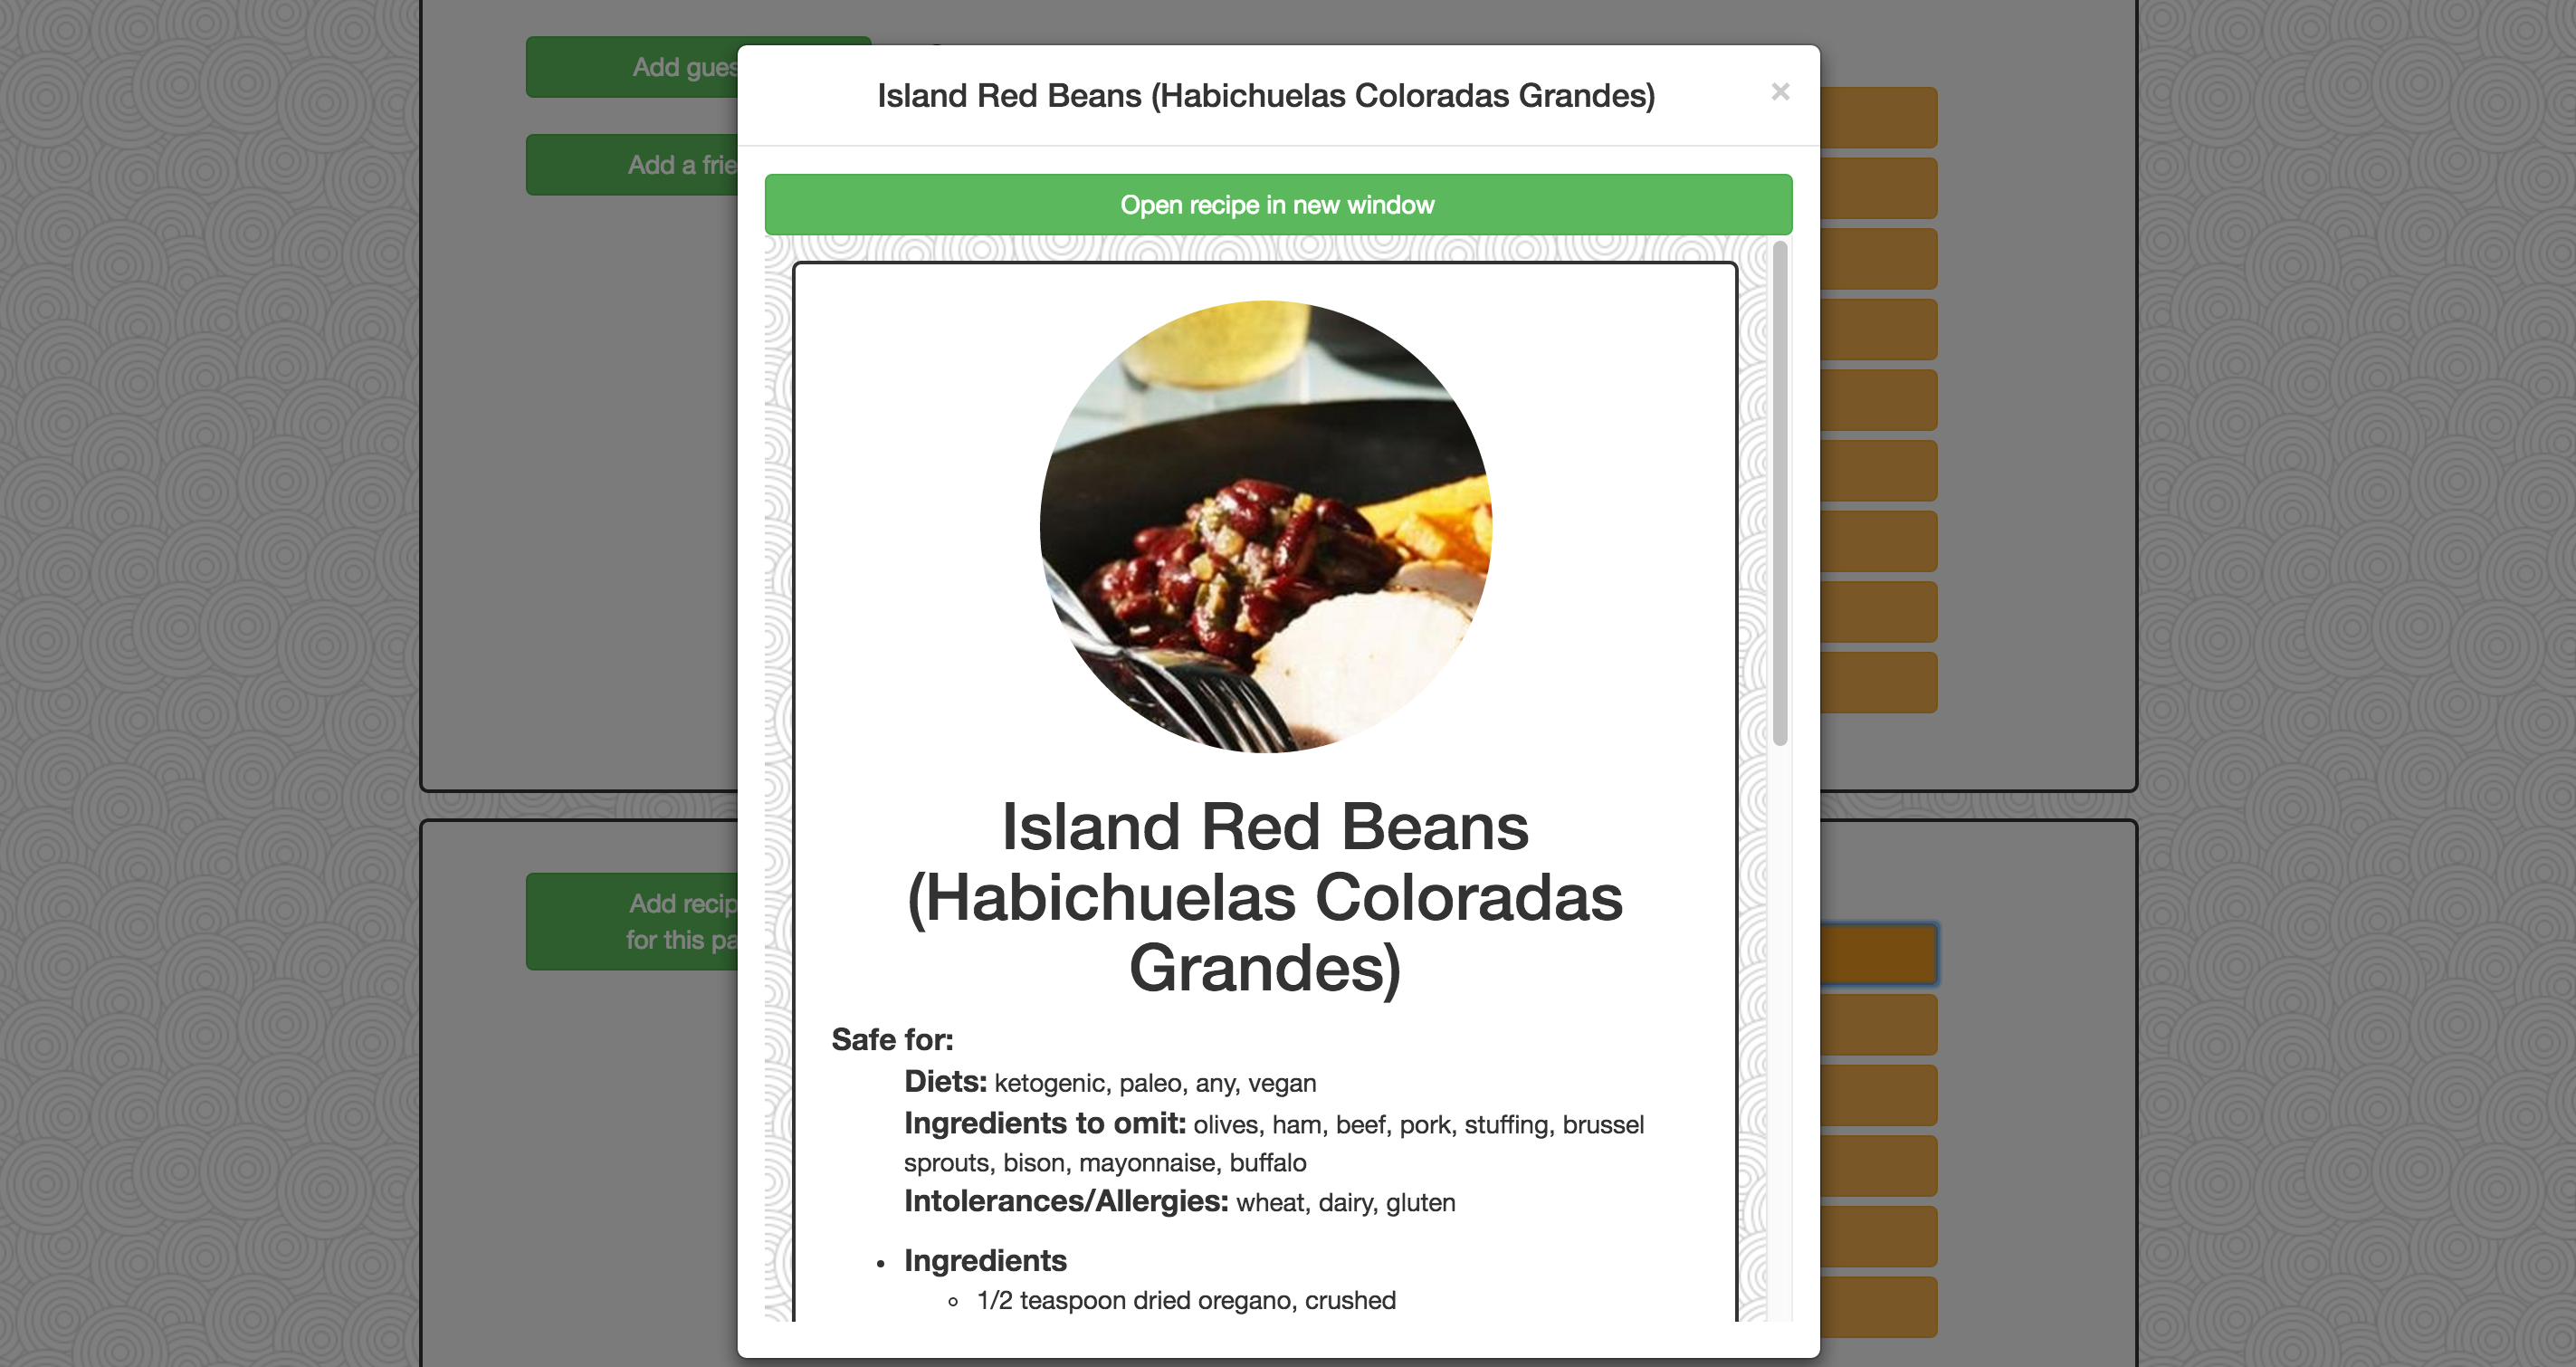 Add gues
Add a frie
Island Red Beans (Habichuelas Coloradas Grandes)
×
Open recipe in new window
Island Red Beans
(Habichuelas Coloradas
Grandes)
Safe for:
Diets: ketogenic, paleo, any, vegan
Ingredients to omit: olives, ham, beef, pork, stuffing, brussel
sprouts, bison, mayonnaise, buffalo
Intolerances/Allergies: wheat, dairy, gluten
• Ingredients
○ 1/2 teaspoon dried oregano, crushed
Add recip
for this pa